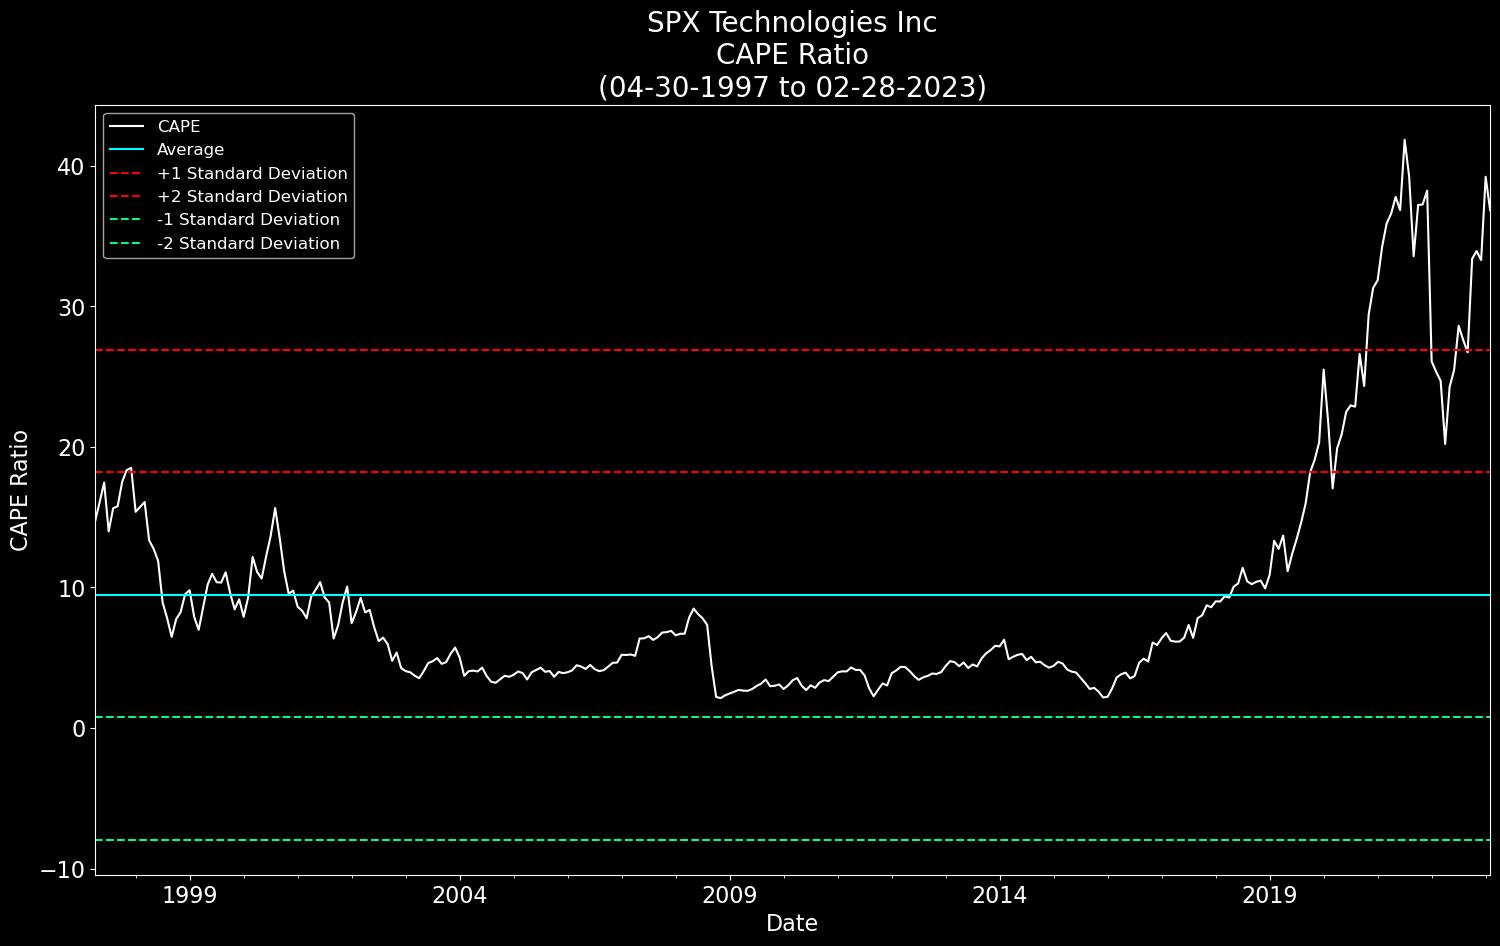 SPX Technologies Inc
CAPE Ratio
(04-30-1997 to 02-28-2023)
CAPE
Average
+1 Standard Deviation
+2 Standard Deviation
-1 Standard Deviation
-2 Standard Deviation
CAPE Ratio
40
30
20
10
0
−10
1999
2004
2009
2014
2019
Date